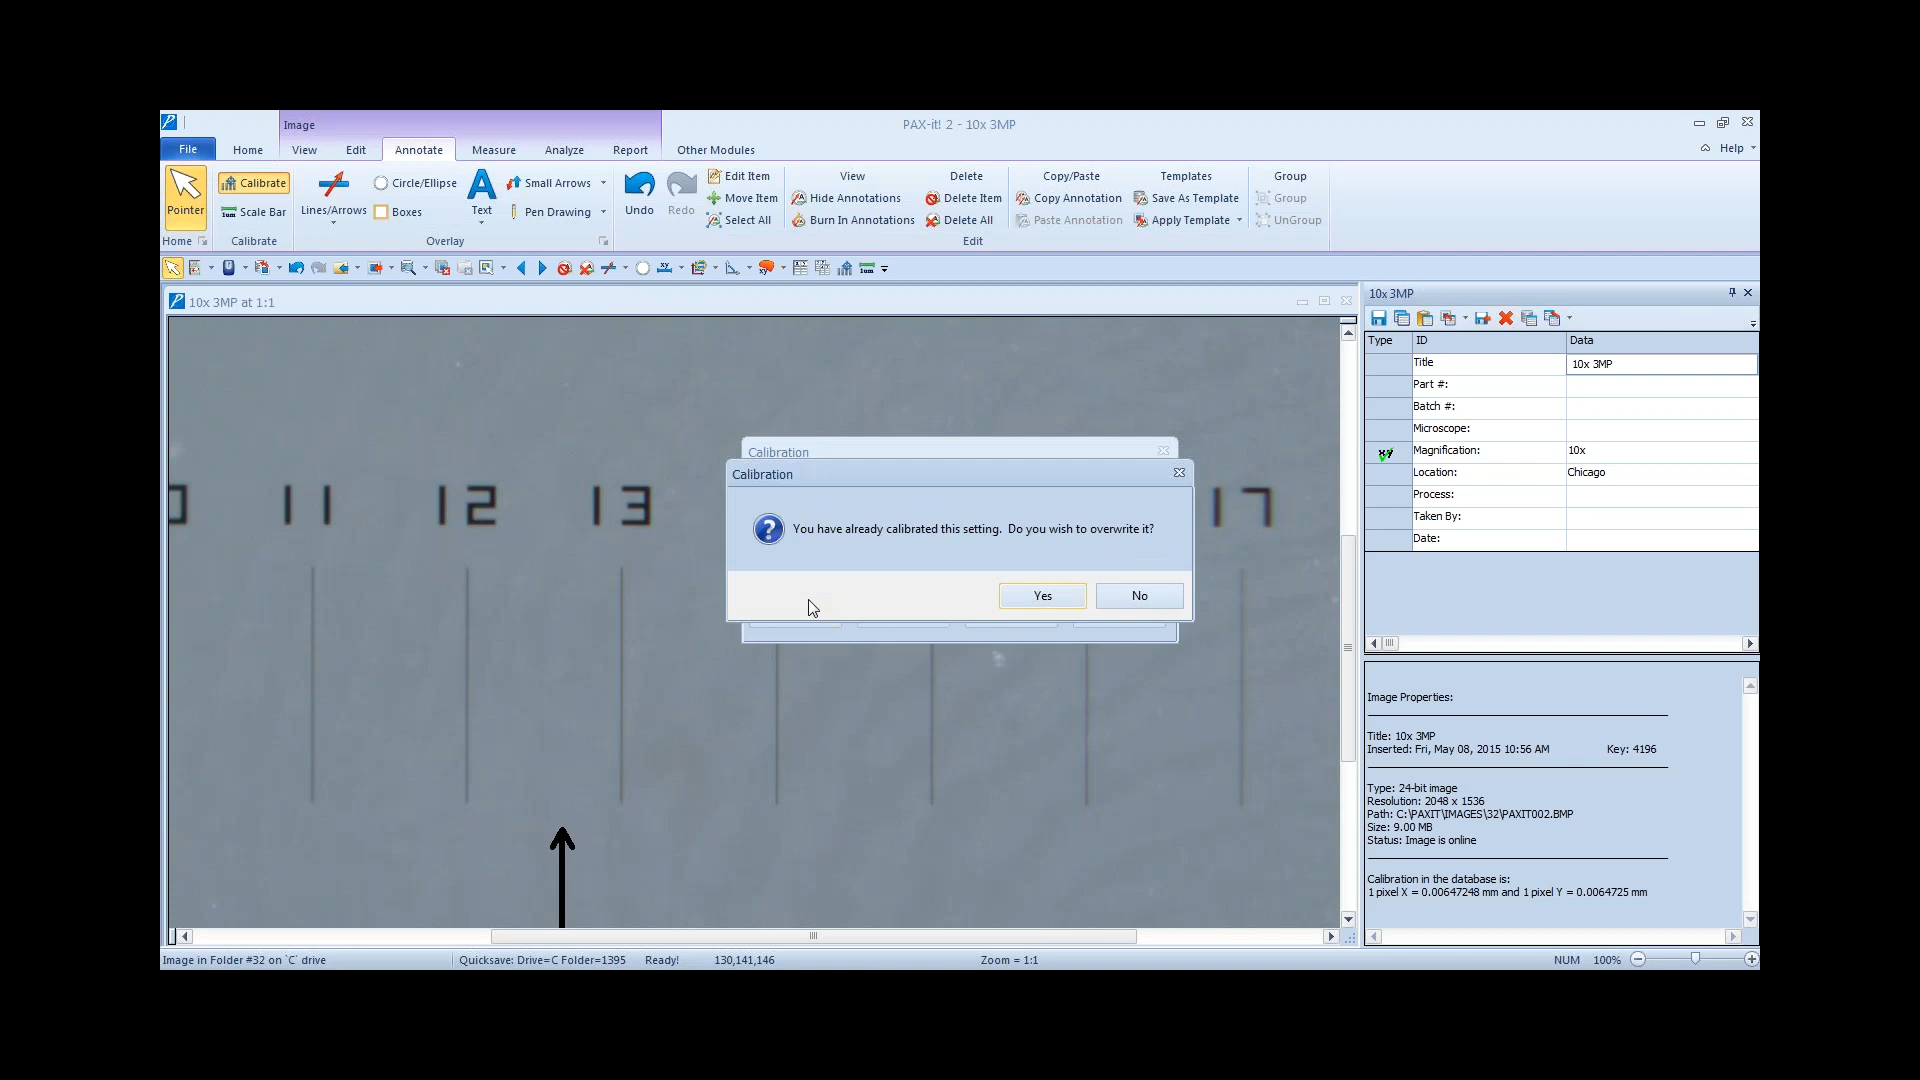 Image
PAX-it! 2 - 10x 3MP
File Home View Edit Annotate Measure Analyze Report Other Modules Help
Pointer
Calibrate
Scale Bar
Lines/Arrows
Circle/Ellipse
Boxes
Text
Small Arrows
Pen Drawing
Undo
Redo
Edit Item
Move Item
Select All
View
Hide Annotations
Burn In Annotations
Delete
Delete Item
Delete All
Copy/Paste
Copy Annotation
Paste Annotation
Templates
Save As Template
Apply Template
Group
Group
UnGroup
Home
Calibrate
Overlay
Edit
10x 3MP at 1:1
11 12 13 17
Calibration
Calibration
You have already calibrated this setting. Do you wish to overwrite it?
Yes No
10x 3MP
Type ID Data
Title 10x 3MP
Part #:
Batch #:
Microscope:
Magnification: 10x
Location: Chicago
Process:
Taken By:
Date:
Image Properties:
Title: 10x 3MP
Inserted: Fri, May 08, 2015 10:56 AM Key: 4196
Type: 24-bit image
Resolution: 2048 x 1536
Path: C:\PAXIT\IMAGES\32\PAXIT002.BMP
Size: 9.00 MB
Status: Image is online
Calibration in the database is:
1 pixel X = 0.00647248 mm and 1 pixel Y = 0.0064725 mm
Image in Folder #32 on `C` drive Quicksave: Drive=C Folder=1395 Ready! 130,141,146 Zoom = 1:1 NUM 100%